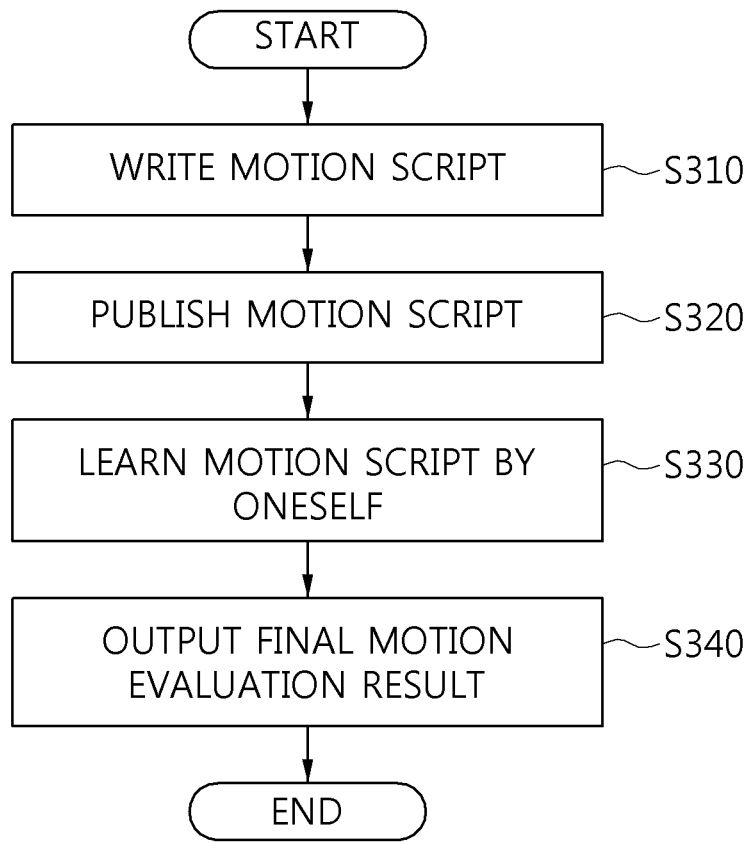 START
WRITE MOTION SCRIPT
S310
PUBLISH MOTION SCRIPT
S320
LEARN MOTION SCRIPT BY
ONESELF
S330
OUTPUT FINAL MOTION
EVALUATION RESULT
S340
END